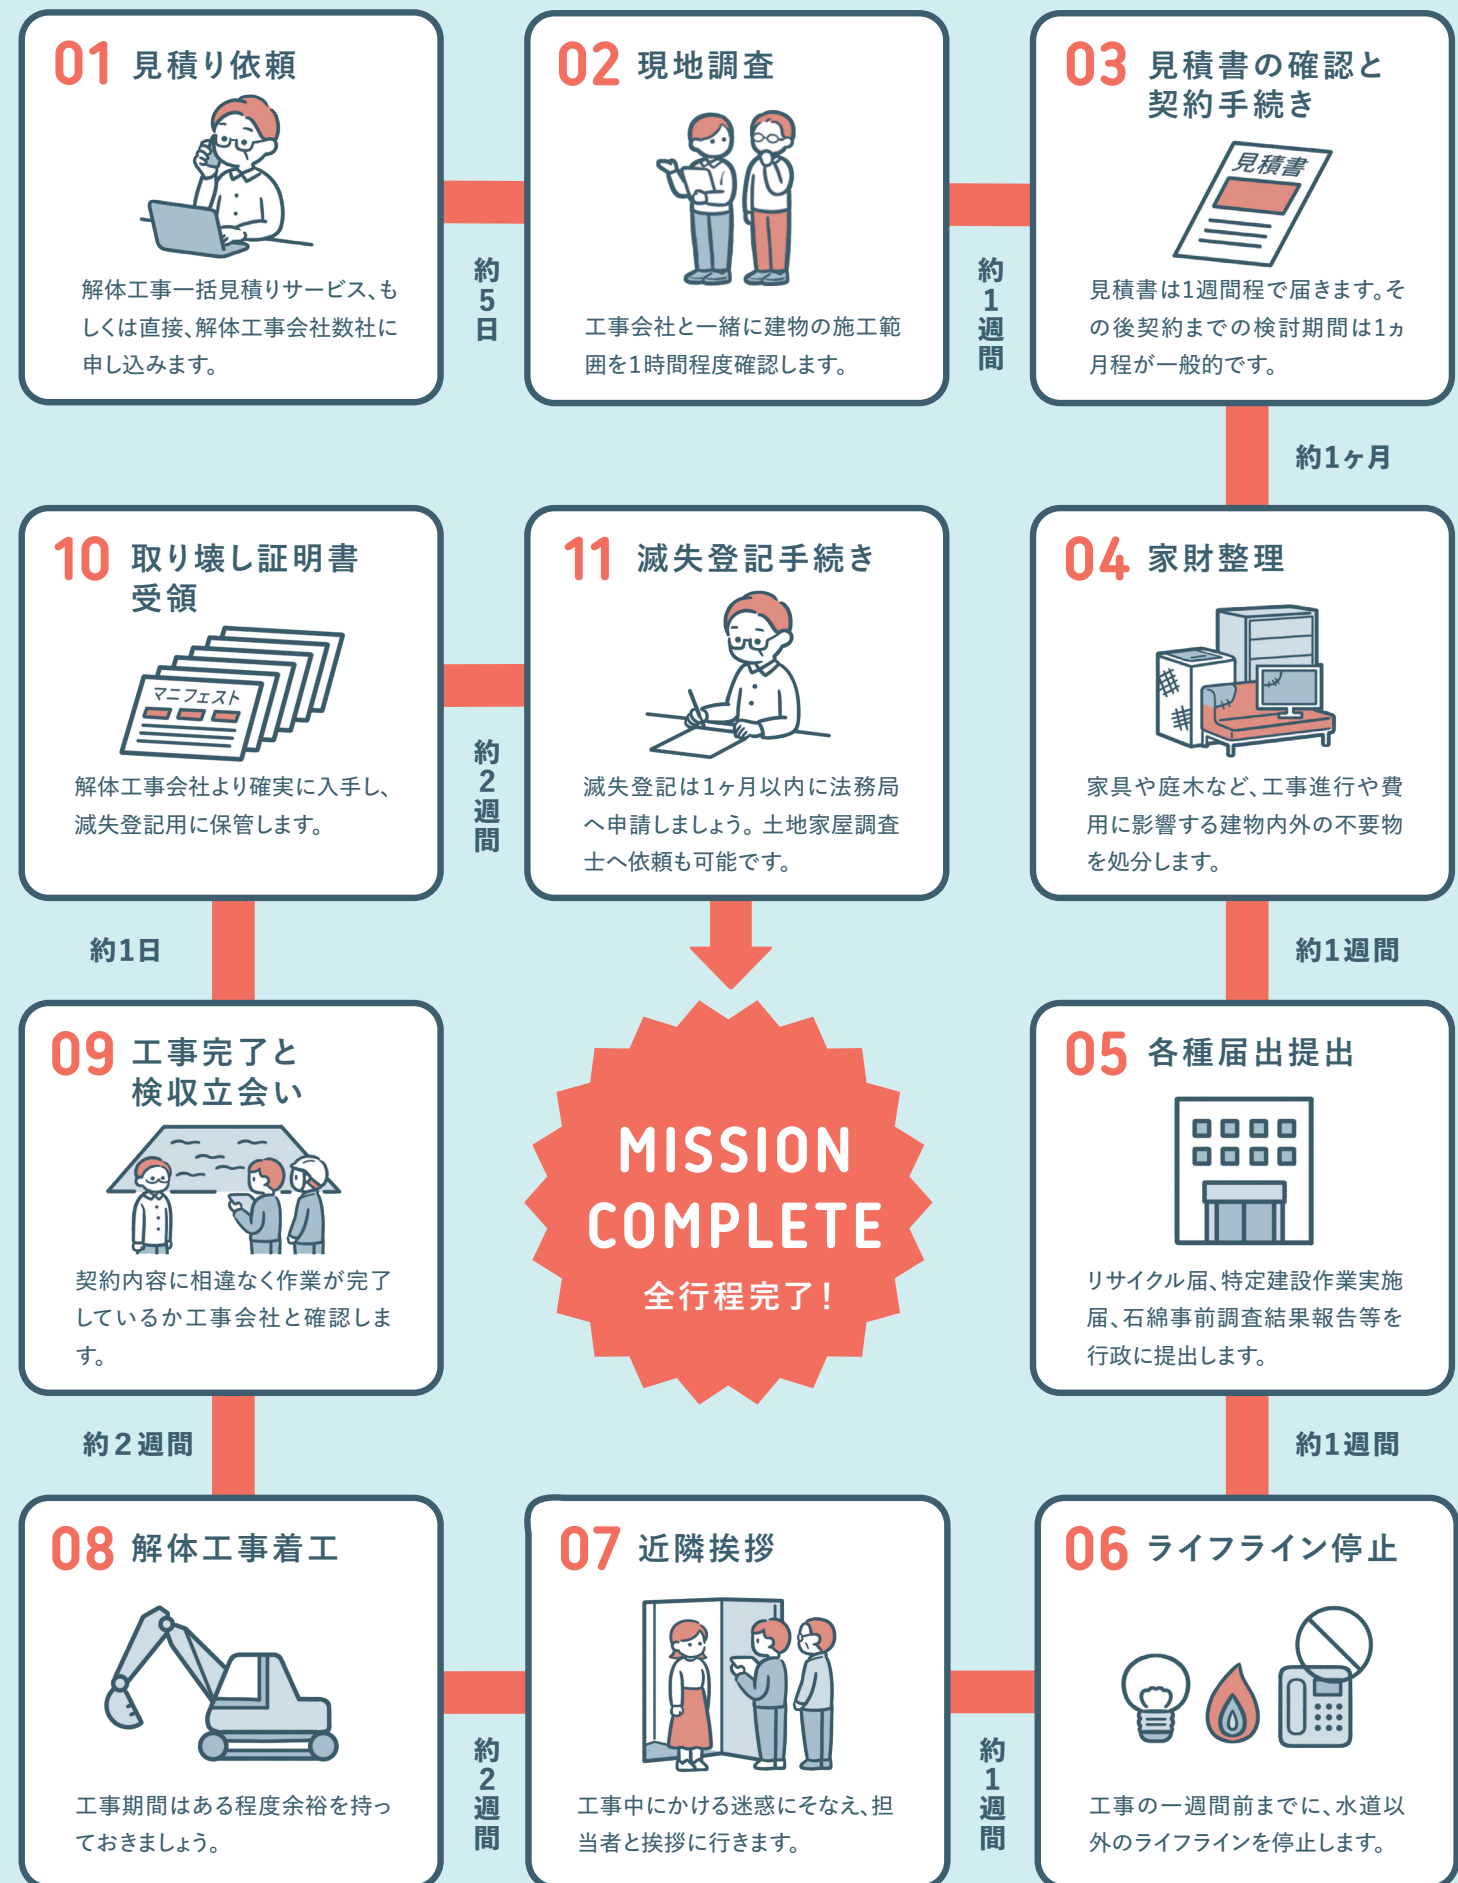 01 見積り依頼
解体工事一括見積りサービス、も
しくは直接、解体工事会社数社に
申し込みます。
約5日
02 現地調査
工事会社と一緒に建物の施工範
囲を1時間程度確認します。
約1週間
03 見積書の確認と
契約手続き
見積書
見積書は1週間程で届きます。そ
の後契約までの検討期間は1ヵ
月程が一般的です。
約1ヶ月
04 家財整理
家具や庭木など、工事進行や費
用に影響する建物内外の不要物
を処分します。
約1週間
05 各種届出提出
リサイクル届、特定建設作業実施
届、石綿事前調査結果報告等を
行政に提出します。
約1週間
06 ライフライン停止
工事の一週間前までに、水道以
外のライフラインを停止します。
約1週間
07 近隣挨拶
工事中にかける迷惑にそなえ、担
当者と挨拶に行きます。
約2週間
08 解体工事着工
工事期間はある程度余裕を持っ
ておきましょう。
約2週間
09 工事完了と
検収立会い
契約内容に相違なく作業が完了
しているか工事会社と確認しま
す。
約1日
10 取り壊し証明書
受領
マニフェスト
解体工事会社より確実に入手し、
滅失登記用に保管します。
約2週間
11 滅失登記手続き
滅失登記は1ヶ月以内に法務局
へ申請しましょう。土地家屋調査
士へ依頼も可能です。
MISSION
COMPLETE
全行程完了!